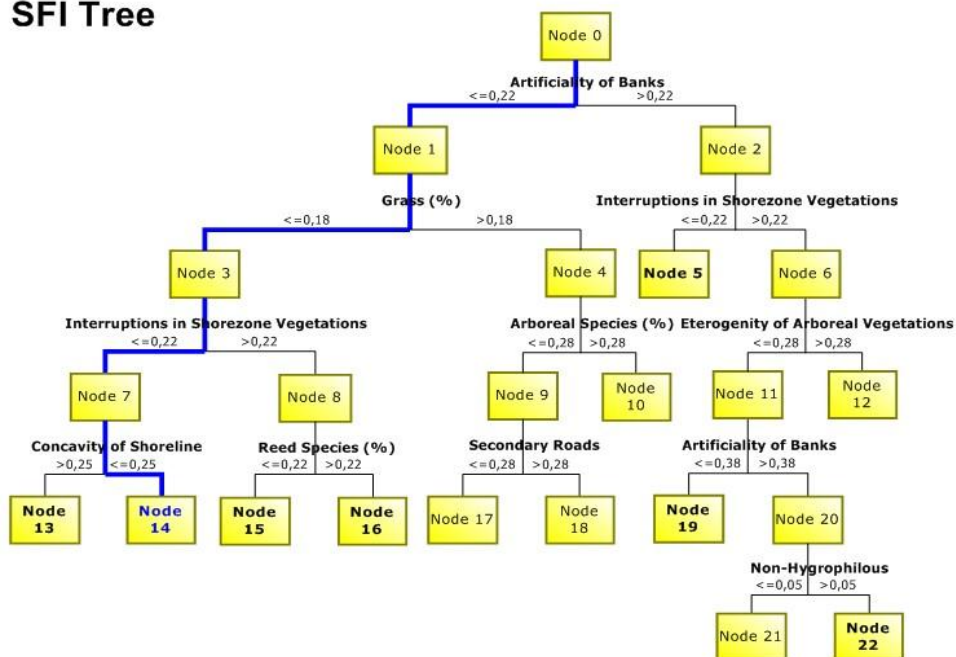 SFI Tree
Node 0
Artificiality of Banks
<=0,22 >0,22
Node 1 Node 2
Grass (%) Interruptions in Shorezone Vegetations
<=0,18 >0,18 <=0,22 >0,22
Node 3 Node 4 Node 5 Node 6
Interruptions in Shorezone Vegetations Arboreal Species (%) Eterogenity of Arboreal Vegetations
<=0,22 >0,22 <=0,28 >0,28 <=0,28 >0,28
Node 7 Node 8 Node 9 Node 10 Node 11 Node 12
Concavity of Shoreline Reed Species (%) Secondary Roads Artificiality of Banks
>0,25 <=0,25 <=0,22 >0,22 <=0,28 >0,28 <=0,38 >0,38
Node 13 Node 14 Node 15 Node 16 Node 17 Node 18 Node 19 Node 20
Non-Hygrophilous
<=0,05 >0,05
Node 21 Node 22